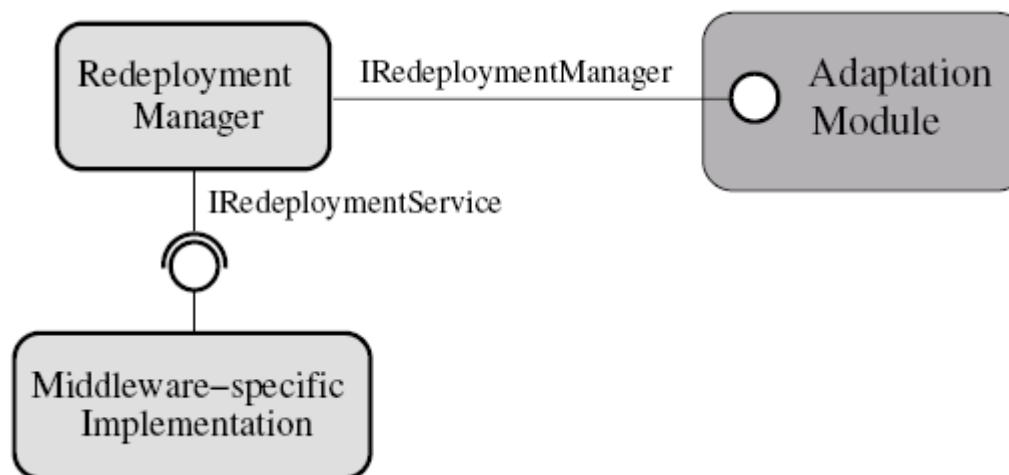 Redeployment
Manager
IRedeploymentManager
Adaptation
Module
IRedeploymentService
Middleware–specific
Implementation